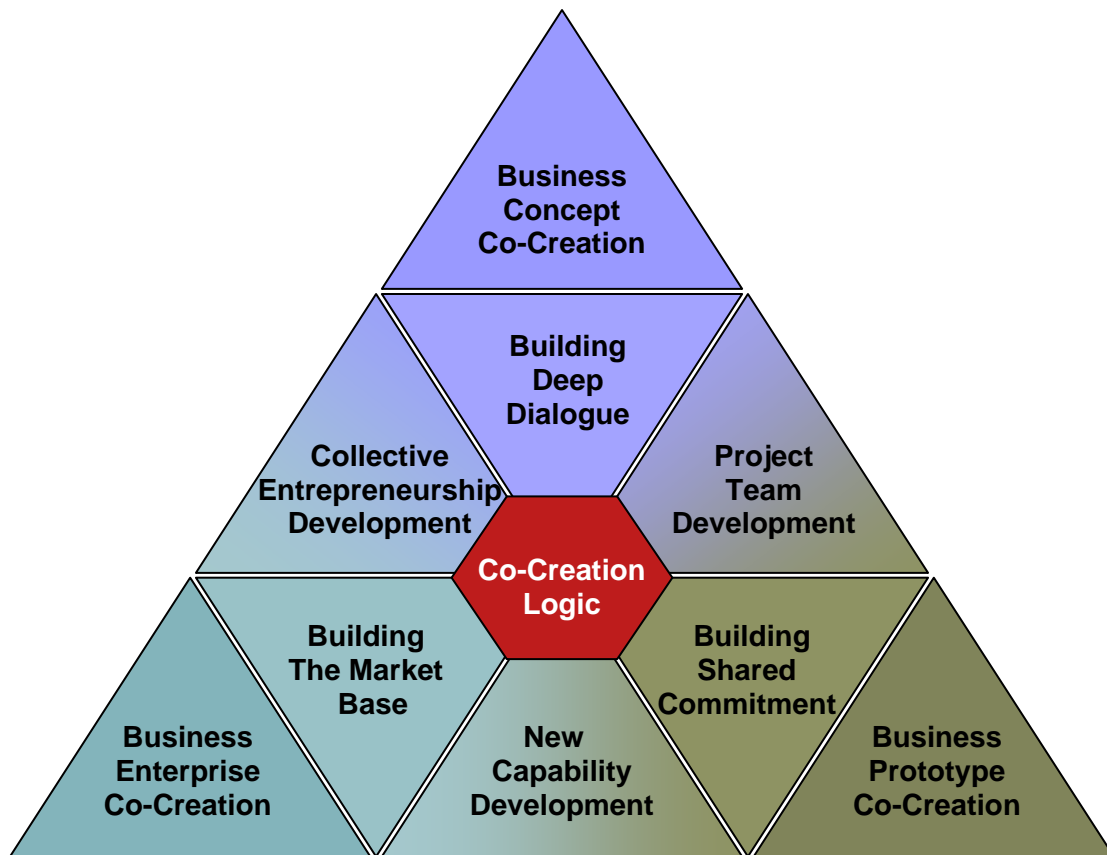 Business
Concept
Co-Creation
Building
Deep
Dialogue
Collective
Entrepreneurship
Development
Project
Team
Development
Co-Creation
Logic
Building
The Market
Base
Building
Shared
Commitment
Business
Enterprise
Co-Creation
New
Capability
Development
Business
Prototype
Co-Creation